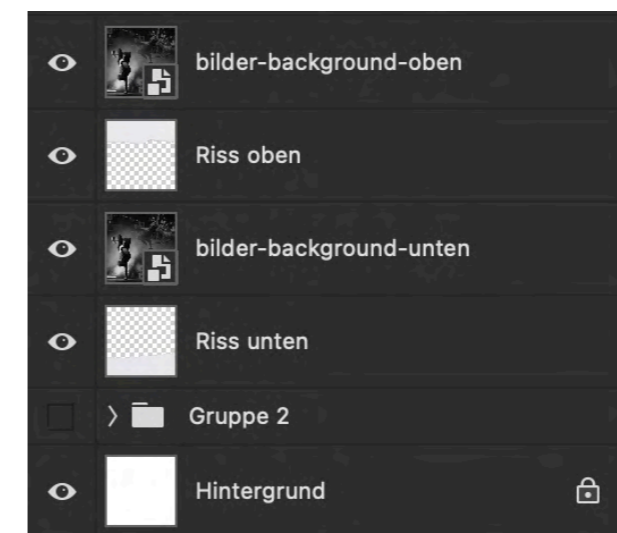 bilder-background-oben
Riss oben
bilder-background-unten
Riss unten
Gruppe 2
Hintergrund